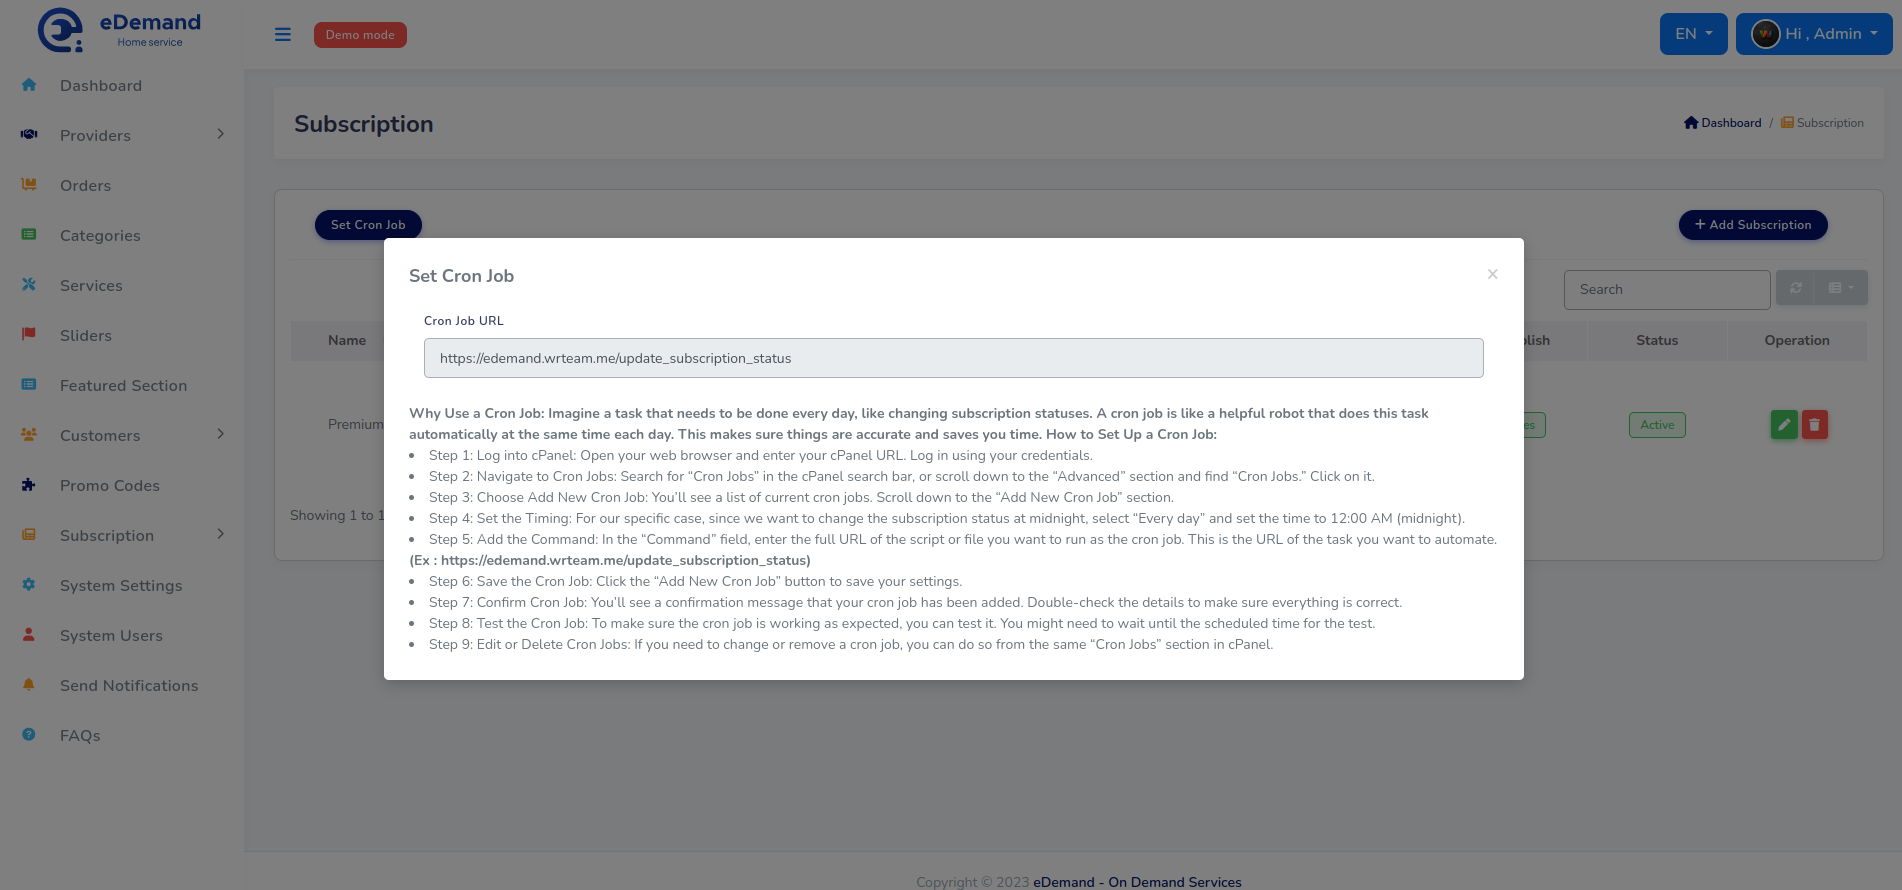 eDemand
Home service
Demo mode
EN
Hi , Admin
Dashboard
Providers
Orders
Categories
Services
Sliders
Featured Section
Customers
Promo Codes
Subscription
System Settings
System Users
Send Notifications
FAQs
Subscription
Dashboard / Subscription
Set Cron Job
+ Add Subscription
Search
Name
Status
Operation
Premium
Active
Showing 1 to 1
Set Cron Job
×
Cron Job URL
https://edemand.wrteam.me/update_subscription_status
Why Use a Cron Job: Imagine a task that needs to be done every day, like changing subscription statuses. A cron job is like a helpful robot that does this task
automatically at the same time each day. This makes sure things are accurate and saves you time. How to Set Up a Cron Job:
• Step 1: Log into cPanel: Open your web browser and enter your cPanel URL. Log in using your credentials.
• Step 2: Navigate to Cron Jobs: Search for “Cron Jobs” in the cPanel search bar, or scroll down to the “Advanced” section and find “Cron Jobs.” Click on it.
• Step 3: Choose Add New Cron Job: You’ll see a list of current cron jobs. Scroll down to the “Add New Cron Job” section.
• Step 4: Set the Timing: For our specific case, since we want to change the subscription status at midnight, select “Every day” and set the time to 12:00 AM (midnight).
• Step 5: Add the Command: In the “Command” field, enter the full URL of the script or file you want to run as the cron job. This is the URL of the task you want to automate.
(Ex : https://edemand.wrteam.me/update_subscription_status)
• Step 6: Save the Cron Job: Click the “Add New Cron Job” button to save your settings.
• Step 7: Confirm Cron Job: You’ll see a confirmation message that your cron job has been added. Double-check the details to make sure everything is correct.
• Step 8: Test the Cron Job: To make sure the cron job is working as expected, you can test it. You might need to wait until the scheduled time for the test.
• Step 9: Edit or Delete Cron Jobs: If you need to change or remove a cron job, you can do so from the same “Cron Jobs” section in cPanel.
Copyright © 2023 eDemand - On Demand Services